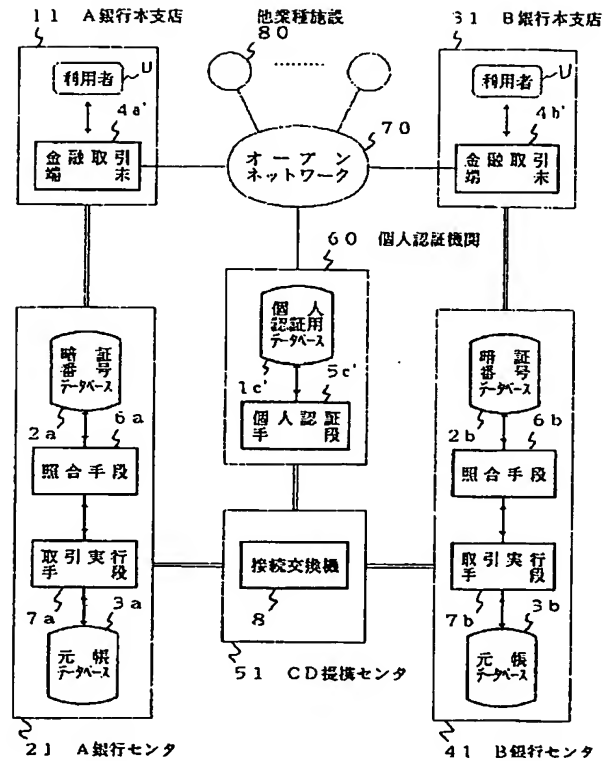 11 A銀行本支店
他業種施設
80
31 B銀行本支店
利用者
U
4a'
金融取引
端末
70
オープン
ネットワーク
利用者
U
4b'
金融取引
端末
60 個人認証機関
個人
認証用
データベース
1c'
5c'
個人認証
手段
暗証
番号
データベース
2a
6a
照合手段
取引実行
手段
7a
3a
元帳
データベース
21 A銀行センタ
接続交換機
8
51 CD提携センタ
暗証
番号
データベース
2b
6b
照合手段
取引実行
手段
7b
3b
元帳
データベース
41 B銀行センタ